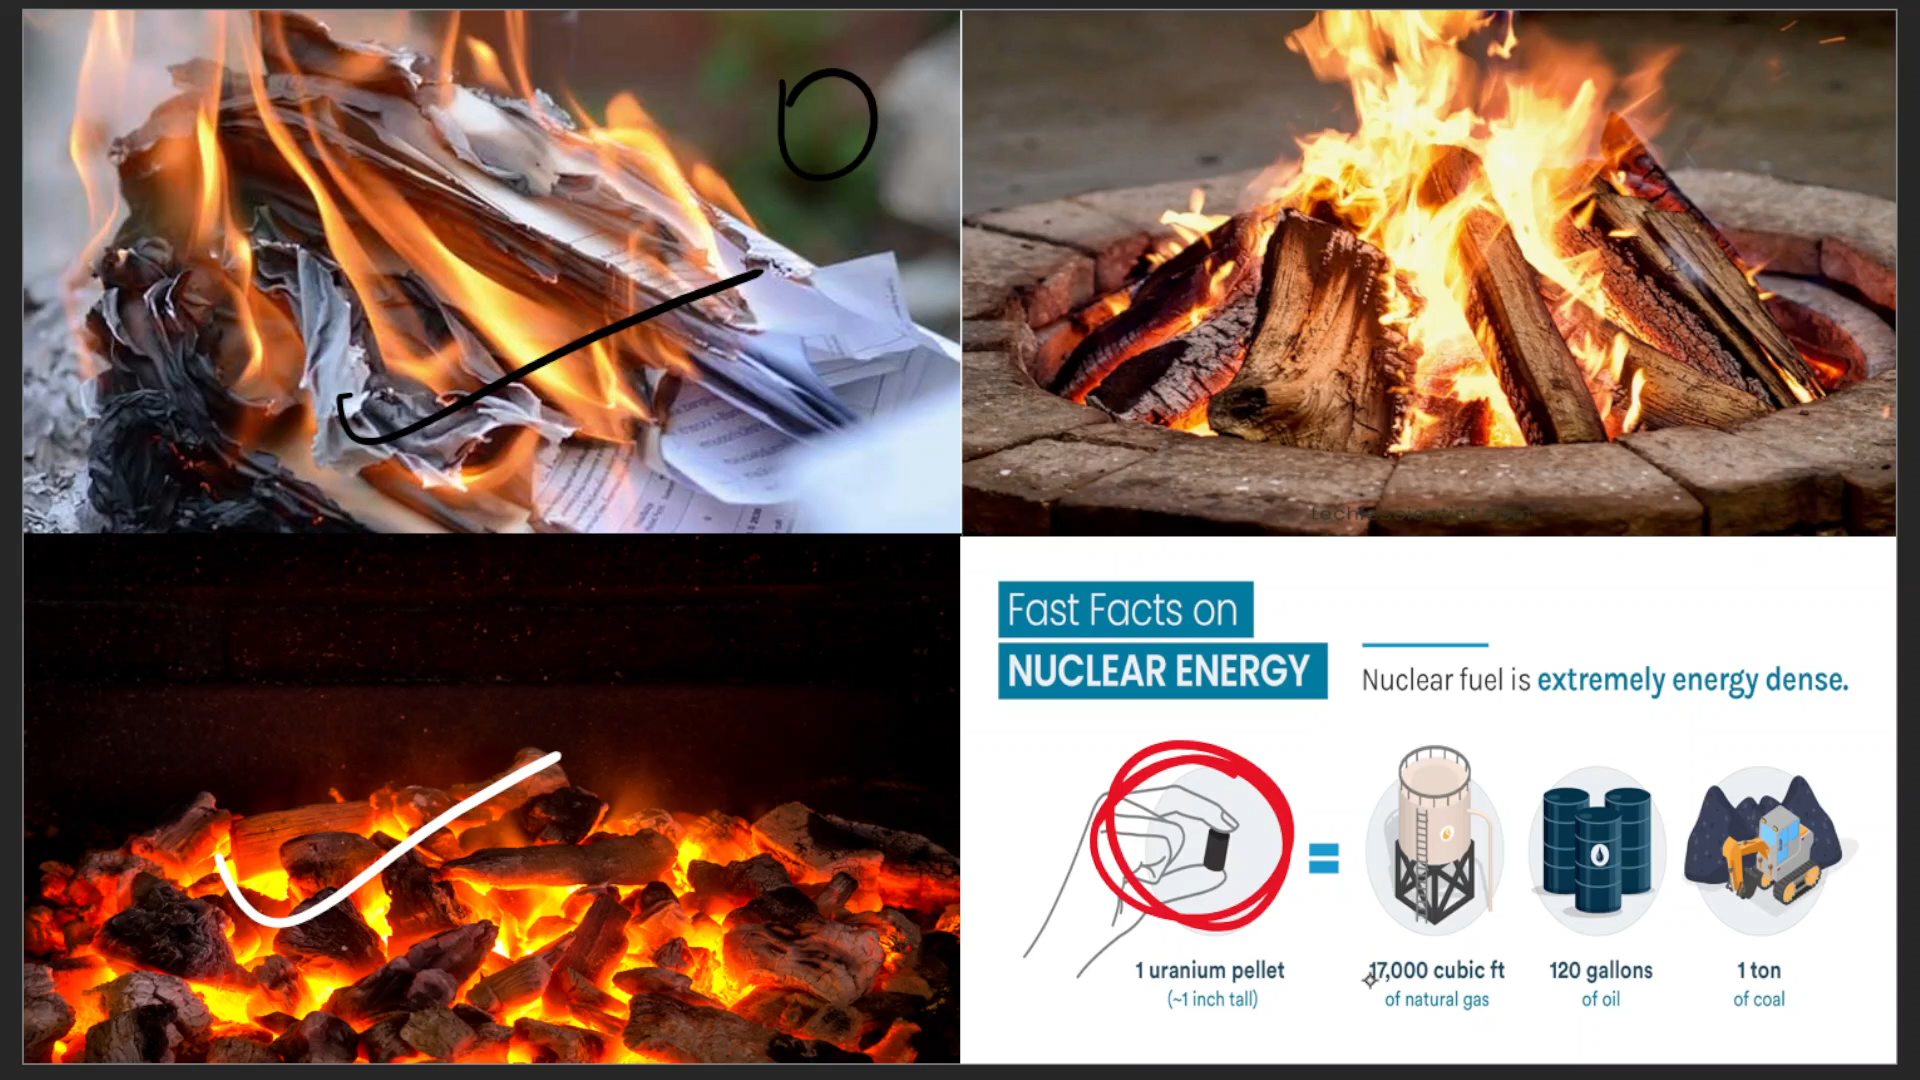 Fast Facts on
NUCLEAR ENERGY
Nuclear fuel is extremely energy dense.
1 uranium pellet
(~1 inch tall)
17,000 cubic ft
of natural gas
120 gallons
of oil
1 ton
of coal